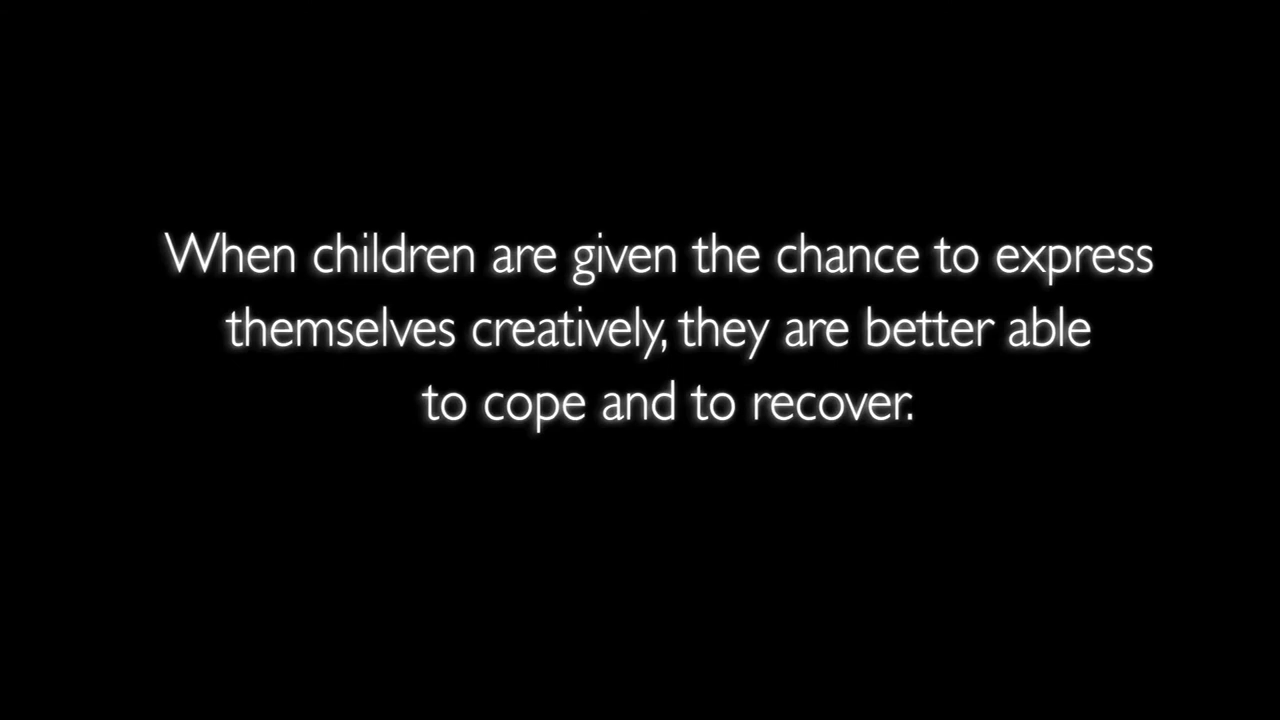 When children are given the chance to express
themselves creatively, they are better able
to cope and to recover.